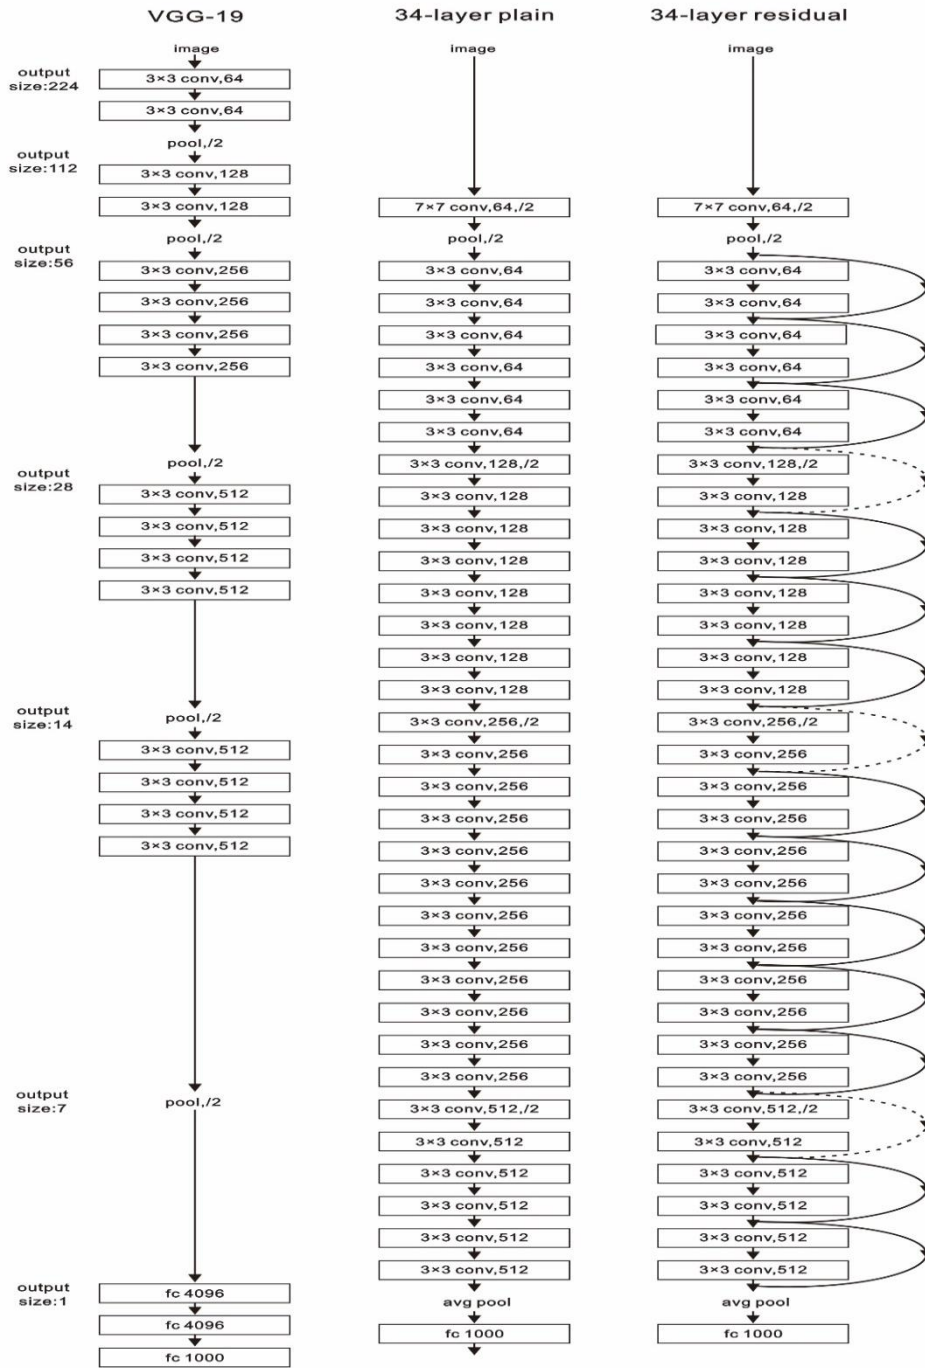 output
size:224
output
size:112
output
size:56
output
size:28
output
size:14
output
size:7
output
size:1
VGG-19
image
3×3 conv,64
3×3 conv,64
pool,/2
3×3 conv,128
3×3 conv,128
pool,/2
3×3 conv,256
3×3 conv,256
3×3 conv,256
3×3 conv,256
pool,/2
3×3 conv,512
3×3 conv,512
3×3 conv,512
3×3 conv,512
pool,/2
3×3 conv,512
3×3 conv,512
3×3 conv,512
3×3 conv,512
pool,/2
fc 4096
fc 4096
fc 1000
34-layer plain
image
7×7 conv,64,/2
pool,/2
3×3 conv,64
3×3 conv,64
3×3 conv,64
3×3 conv,64
3×3 conv,64
3×3 conv,64
3×3 conv,128,/2
3×3 conv,128
3×3 conv,128
3×3 conv,128
3×3 conv,128
3×3 conv,128
3×3 conv,128
3×3 conv,128
3×3 conv,256,/2
3×3 conv,256
3×3 conv,256
3×3 conv,256
3×3 conv,256
3×3 conv,256
3×3 conv,256
3×3 conv,256
3×3 conv,256
3×3 conv,256
3×3 conv,256
3×3 conv,256
3×3 conv,512,/2
3×3 conv,512
3×3 conv,512
3×3 conv,512
3×3 conv,512
3×3 conv,512
avg pool
fc 1000
34-layer residual
image
7×7 conv,64,/2
pool,/2
3×3 conv,64
3×3 conv,64
3×3 conv,64
3×3 conv,64
3×3 conv,64
3×3 conv,64
3×3 conv,128,/2
3×3 conv,128
3×3 conv,128
3×3 conv,128
3×3 conv,128
3×3 conv,128
3×3 conv,128
3×3 conv,128
3×3 conv,256,/2
3×3 conv,256
3×3 conv,256
3×3 conv,256
3×3 conv,256
3×3 conv,256
3×3 conv,256
3×3 conv,256
3×3 conv,256
3×3 conv,256
3×3 conv,256
3×3 conv,256
3×3 conv,512,/2
3×3 conv,512
3×3 conv,512
3×3 conv,512
3×3 conv,512
3×3 conv,512
avg pool
fc 1000